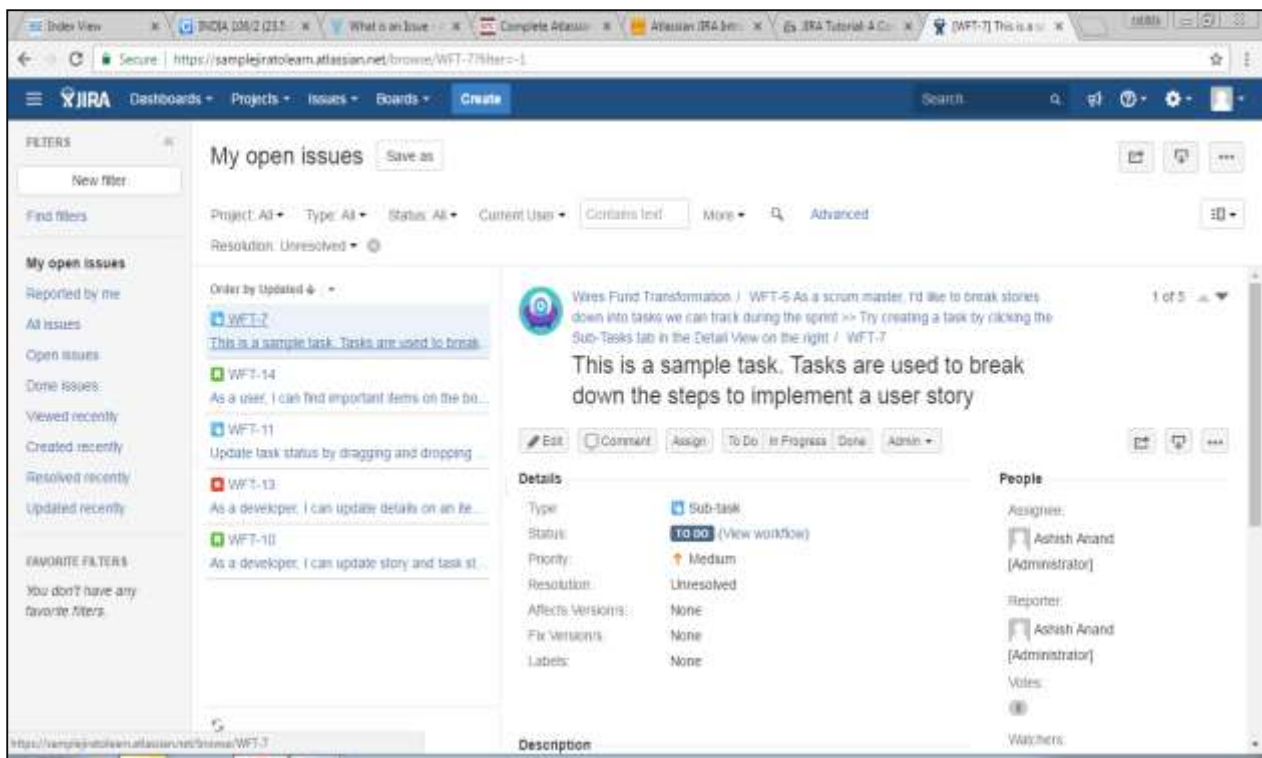 Index View
INDIA 106/2 (23.5
What is an Issue
Complete Atlassia
Atlassian JIRA
JIRA Tutorial: A Co
[WFT-7] This is a s
Secure | https://samplejiratolearn.atlassian.net/browse/WFT-7?filter=-1
JIRA Dashboards Projects Issues Boards Create Search
FILTERS
New filter
Find filters
My open issues
Reported by me
All issues
Open issues
Done issues
Viewed recently
Created recently
Resolved recently
Updated recently
FAVORITE FILTERS
You don't have any
favorite filters.
My open issues Save as
Project: All Type: All Status: All Current User Contains text More Advanced
Resolution: Unresolved
Order by Updated
WFT-7
This is a sample task. Tasks are used to break
WFT-14
As a user, I can find important items on the bo...
WFT-11
Update task status by dragging and dropping ...
WFT-13
As a developer, I can update details on an ite...
WFT-10
As a developer, I can update story and task st...
Wires Fund Transformation / WFT-6 As a scrum master, I'd like to break stories
down into tasks we can track during the sprint >> Try creating a task by clicking the
Sub-Tasks tab in the Detail View on the right / WFT-7
1 of 5
This is a sample task. Tasks are used to break
down the steps to implement a user story
Edit Comment Assign To Do In Progress Done Admin
Details
Type: Sub-task
Status: TO DO (View workflow)
Priority: Medium
Resolution: Unresolved
Affects Version/s: None
Fix Version/s: None
Labels: None
Description
People
Assignee:
Ashish Anand
[Administrator]
Reporter:
Ashish Anand
[Administrator]
Votes:
0
Watchers:
https://samplejiratolearn.atlassian.net/browse/WFT-7